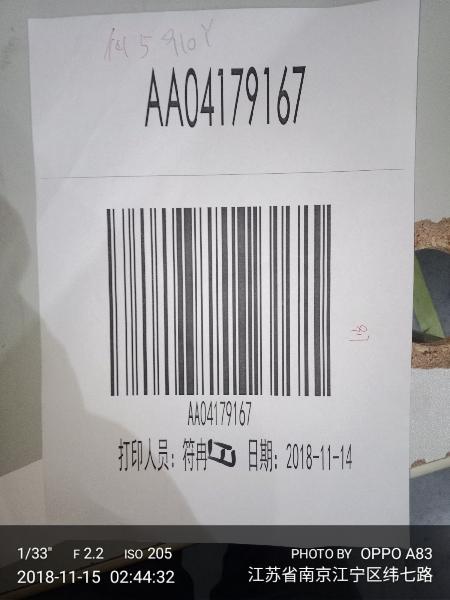 AA04179167
AA04179167
打印人员：符冉 日期：2018-11-14
1/33" F 2.2 ISO 205 PHOTO BY OPPO A83
2018-11-15 02:44:32 江苏省南京江宁区纬七路